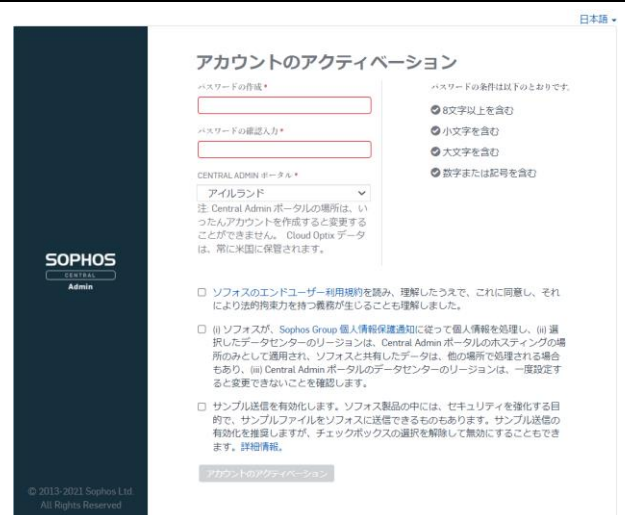 日本語
アカウントのアクティベーション
パスワードの作成*
パスワードの確認入力*
CENTRAL ADMIN ポータル*
アイルランド
注: Central Admin ポータルの場所は、い
ったんアカウントを作成すると変更する
ことができません。 Cloud Optix データ
は、常に米国に保管されます。
パスワードの条件は以下のとおりです。
8文字以上を含む
小文字を含む
大文字を含む
数字または記号を含む
SOPHOS
CENTRAL
Admin
ソフォスのエンドユーザー利用規約を読み、理解したうえで、これに同意し、それ
により法的拘束力を持つ義務が生じることも理解しました。
(i) ソフォスが、Sophos Group 個人情報保護通知に従って個人情報を処理し、(ii) 選
択したデータセンターのリージョンは、Central Admin ポータルのホスティングの場
所のみとして適用され、ソフォスと共有したデータは、他の場所で処理される場合
もあり、(iii) Central Admin ポータルのデータセンターのリージョンは、一度設定す
ると変更できないことを確認します。
サンプル送信を有効化します。ソフォス製品の中には、セキュリティを強化する目
的で、サンプルファイルをソフォスに送信できるものもあります。サンプル送信の
有効化を推奨しますが、チェックボックスの選択を解除して無効にすることもでき
ます。詳細情報。
アカウントのアクティベーション
© 2013-2021 Sophos Ltd
All Rights Reserved